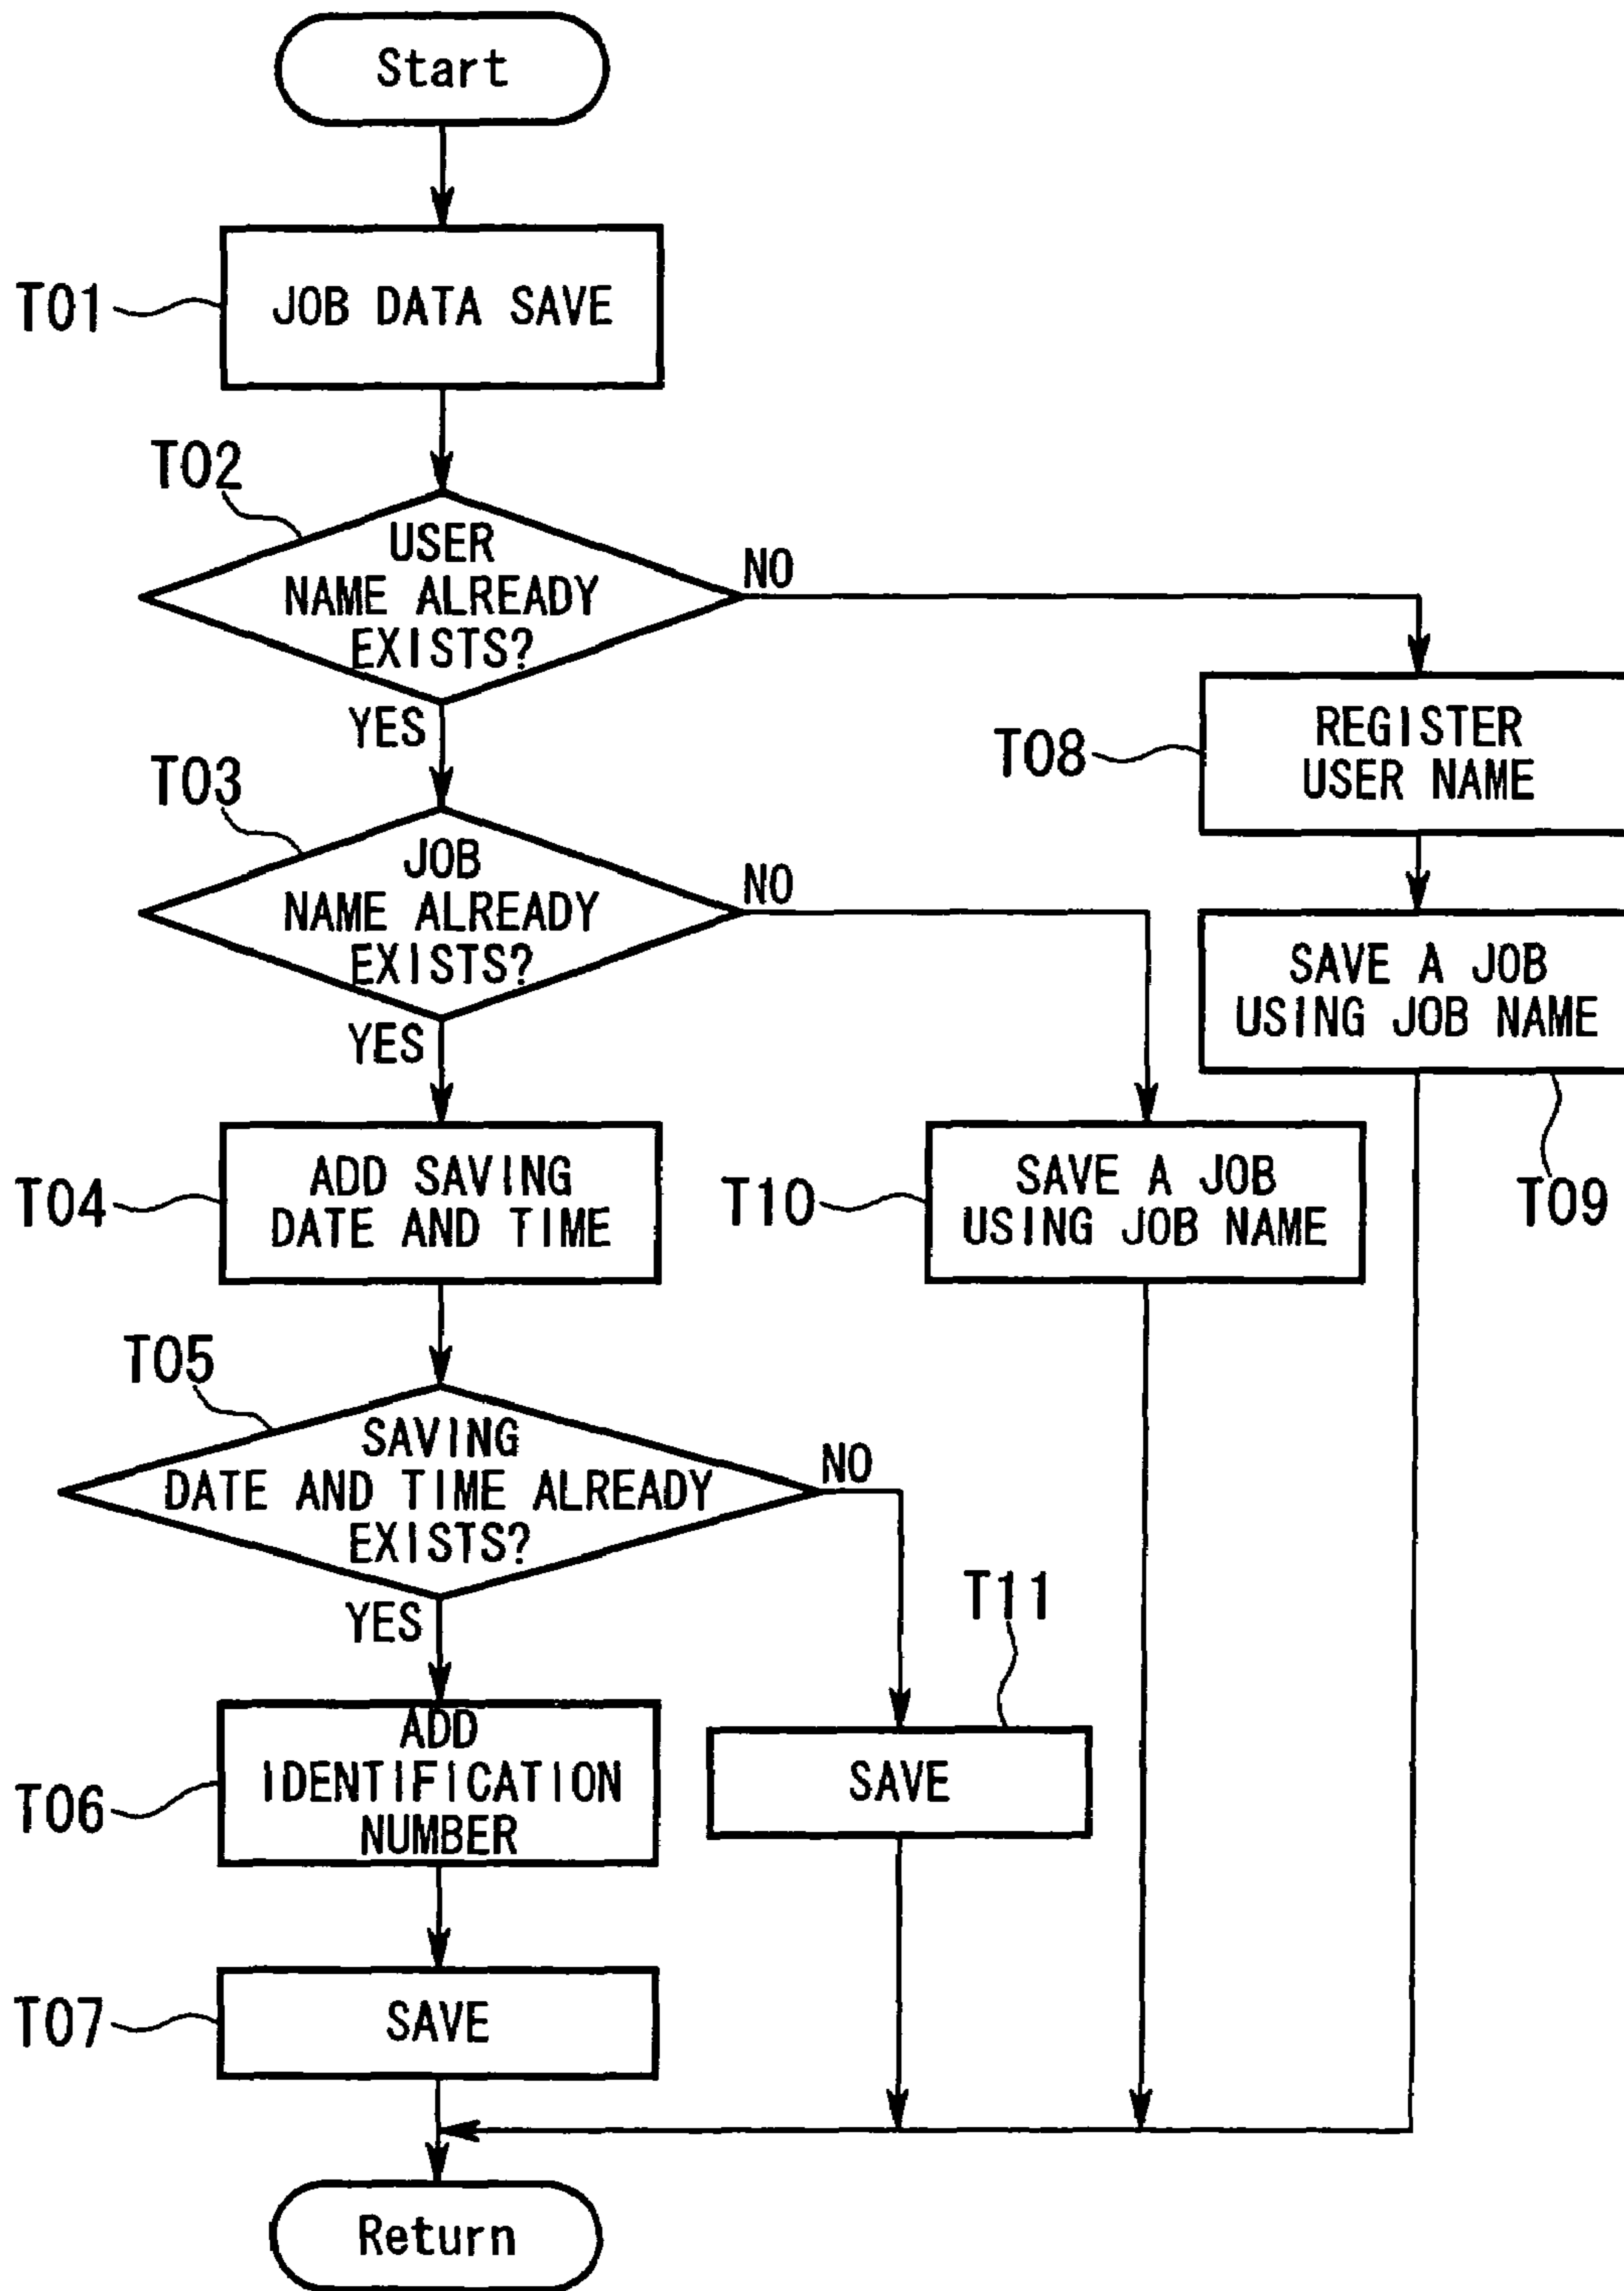 Start
T01
JOB DATA SAVE
T02
USER
NAME ALREADY
EXISTS?
NO
YES
T08
REGISTER
USER NAME
T03
JOB
NAME ALREADY
EXISTS?
NO
YES
SAVE A JOB
USING JOB NAME
T09
T04
ADD SAVING
DATE AND TIME
T10
SAVE A JOB
USING JOB NAME
T05
SAVING
DATE AND TIME ALREADY
EXISTS?
NO
YES
T11
SAVE
T06
ADD
IDENTIFICATION
NUMBER
T07
SAVE
Return